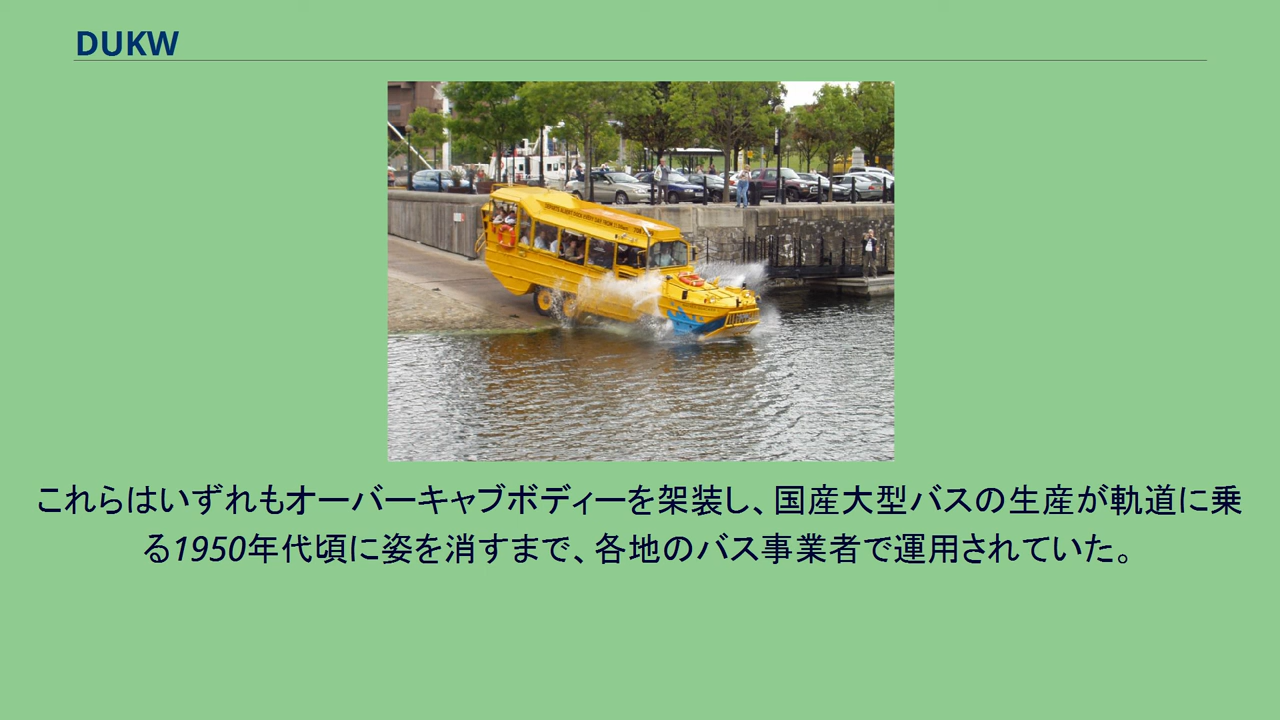 DUKW
これらはいずれもオーバーキャブボディーを架装し、国産大型バスの生産が軌道に乗
る1950年代頃に姿を消すまで、各地のバス事業者で運用されていた。